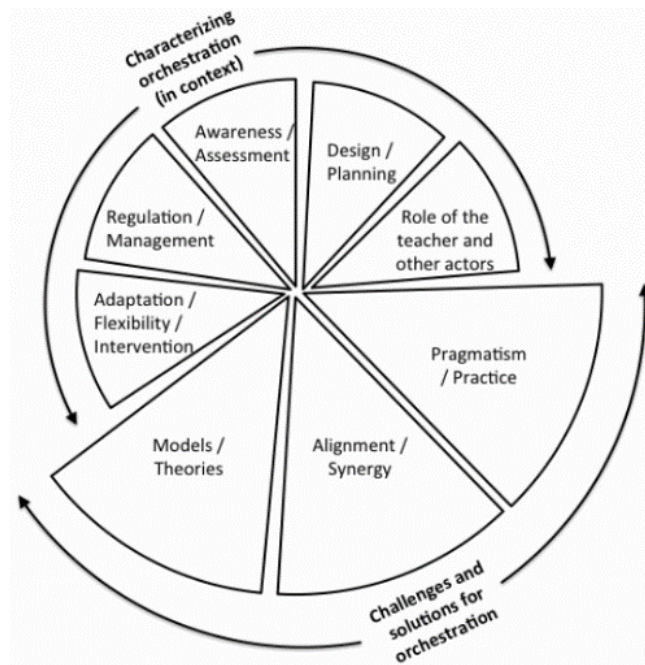 Characterizing
orchestration
(in context)
Awareness /
Assessment
Design /
Planning
Regulation /
Management
Role of the
teacher and
other actors
Adaptation /
Flexibility /
Intervention
Pragmatism
/ Practice
Models /
Theories
Alignment /
Synergy
Challenges and
solutions for
orchestration